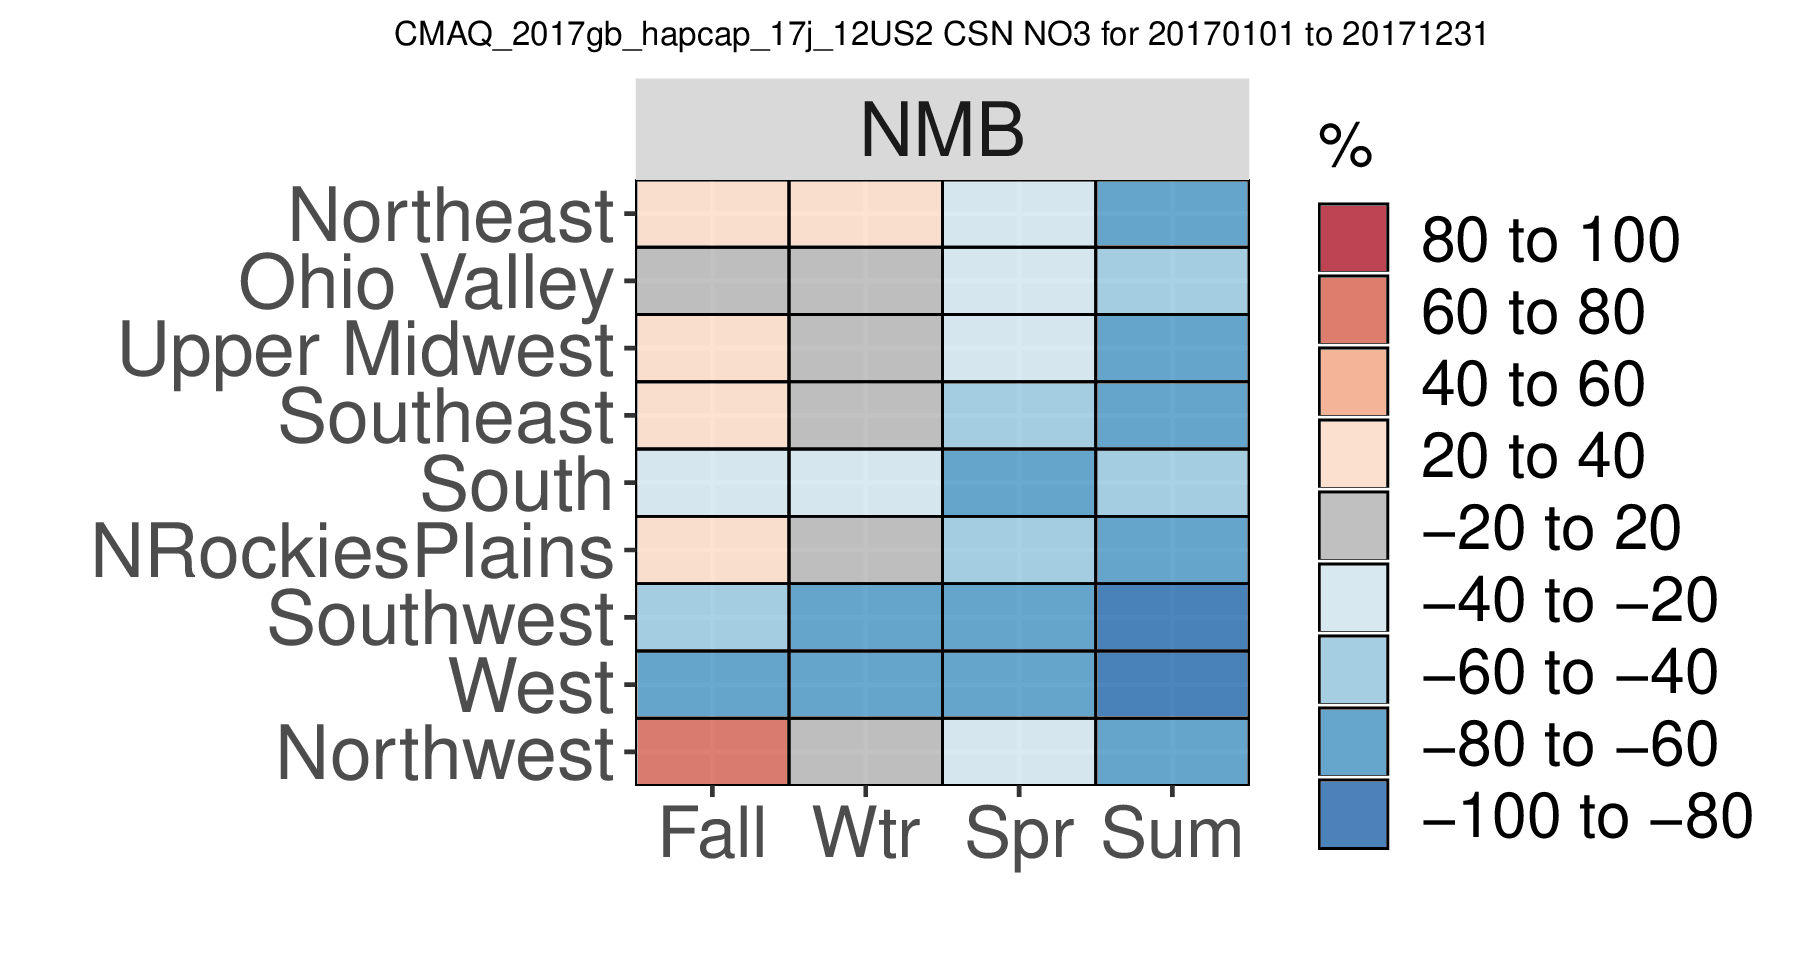 CMAQ_2017gb_hapcap_17j_12US2 CSN NO3 for 20170101 to 20171231
NMB
Northeast
Ohio Valley
Upper Midwest
Southeast
South
NRockiesPlains
Southwest
West
Northwest
Fall Wtr Spr Sum
%
80 to 100
60 to 80
40 to 60
20 to 40
−20 to 20
−40 to −20
−60 to −40
−80 to −60
−100 to −80